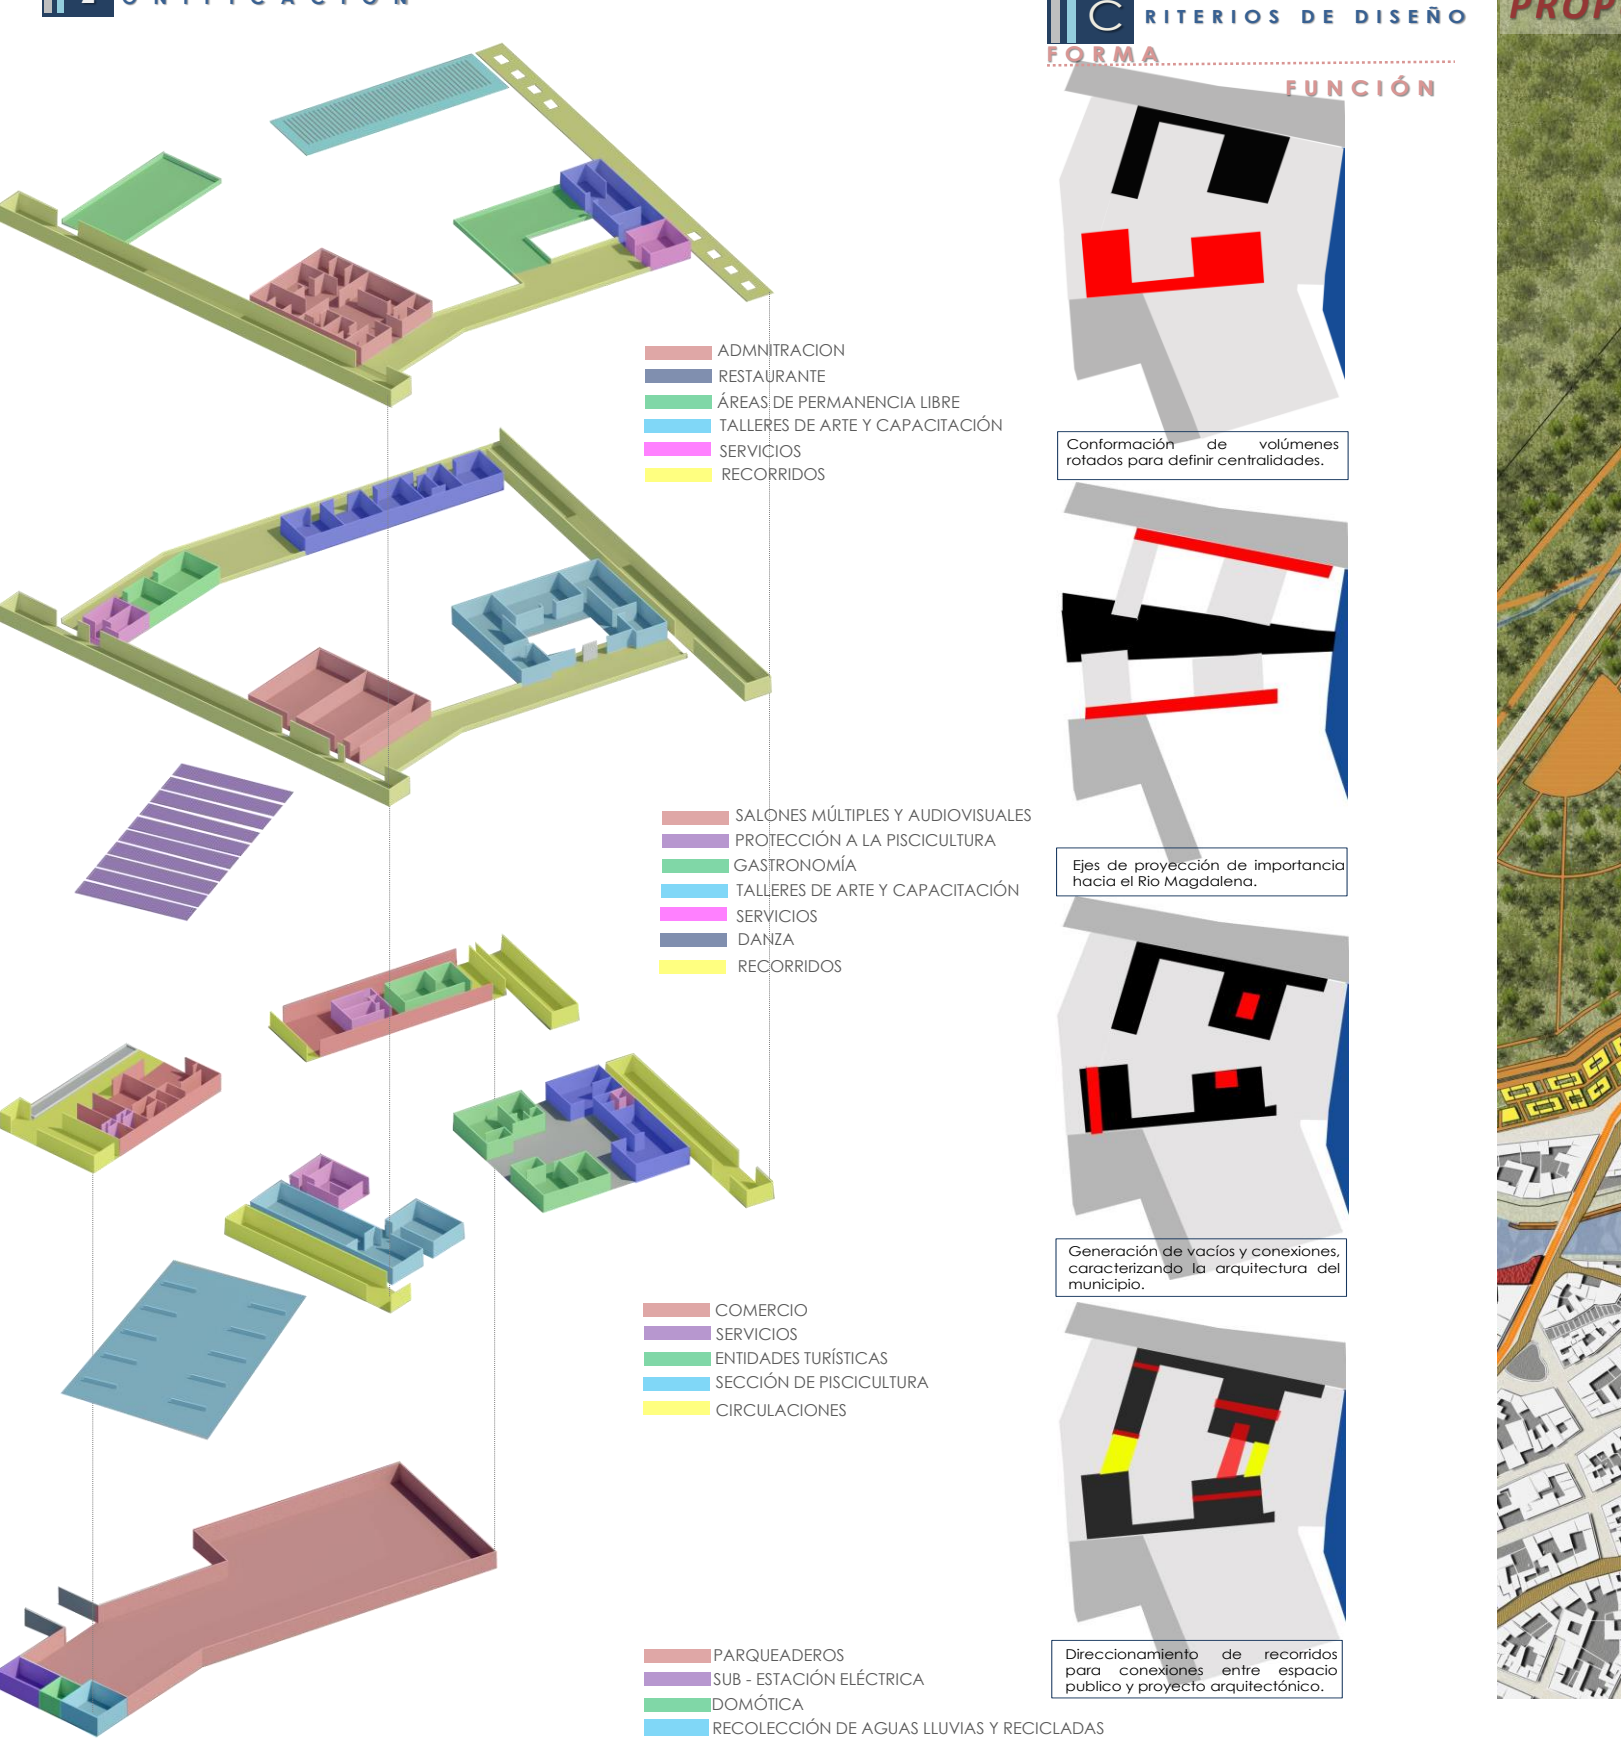 RITERIOS DE DISEÑO
C
FORMA
FUNCIÓN
ADMNITRACION
RESTAURANTE
ÁREAS DE PERMANENCIA LIBRE
TALLERES DE ARTE Y CAPACITACIÓN
SERVICIOS
RECORRIDOS
SALONES MÚLTIPLES Y AUDIOVISUALES
PROTECCIÓN A LA PISCICULTURA
GASTRONOMÍA
TALLERES DE ARTE Y CAPACITACIÓN
SERVICIOS
DANZA
RECORRIDOS
COMERCIO
SERVICIOS
ENTIDADES TURÍSTICAS
SECCIÓN DE PISCICULTURA
CIRCULACIONES
PARQUEADEROS
SUB - ESTACIÓN ELÉCTRICA
DOMÓTICA
RECOLECCIÓN DE AGUAS LLUVIAS Y RECICLADAS
Conformación de volúmenes
rotados para definir centralidades.
Ejes de proyección de importancia
hacia el Rio Magdalena.
Generación de vacíos y conexiones,
caracterizando la arquitectura del
municipio.
Direccionamiento de recorridos
para conexiones entre espacio
publico y proyecto arquitectónico.
PROP